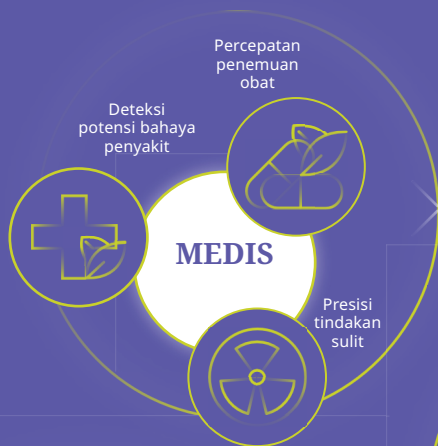 Percepatan
penemuan
obat
Deteksi
potensi bahaya
penyakit
MEDIS
Presisi
tindakan
sulit